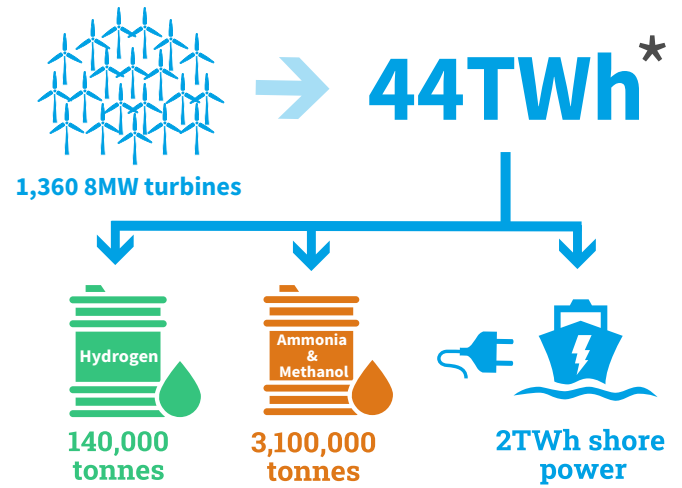 44TWh*
1,360 8MW turbines
Hydrogen
Ammonia
&
Methanol
140,000
tonnes
3,100,000
tonnes
2TWh shore
power